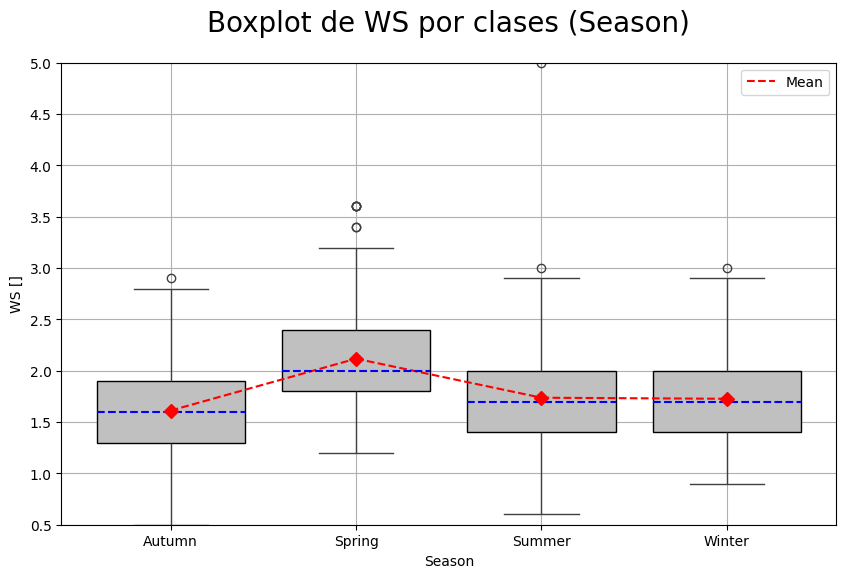 Boxplot de WS por clases (Season)
Mean
WS []
5.0
4.5
4.0
3.5
3.0
2.5
2.0
1.5
1.0
0.5
Autumn Spring Summer Winter
Season